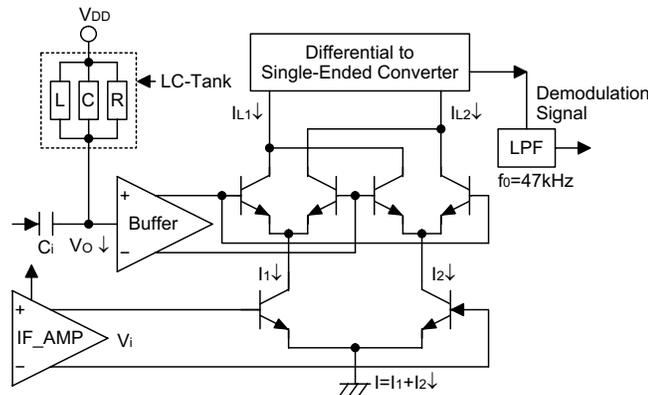 VDD
Differential to
Single-Ended Converter
L C R
LC-Tank
IL1↓
IL2↓
Demodulation
Signal
LPF
f0=47kHz
+
Buffer
−
Ci
VO ↓
I1↓
I2↓
+
IF_AMP
−
Vi
I=I1+I2↓